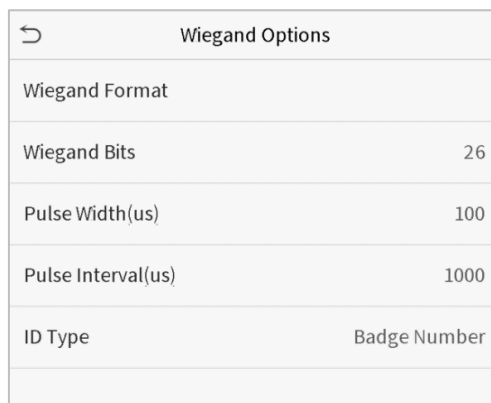 Wiegand Options
Wiegand Format
Wiegand Bits 26
Pulse Width(us) 100
Pulse Interval(us) 1000
ID Type Badge Number